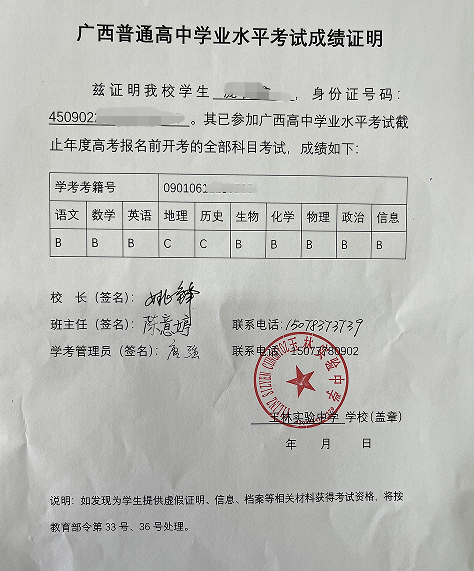 广西普通高中学业水平考试成绩证明
兹证明我校学生 ，身份证号码：
4509022 。其已参加广西高中学业水平考试截
止年度高考报名前开考的全部科目考试，成绩如下：
学考考籍号 0901061
语文 数学 英语 地理 历史 生物 化学 物理 政治 信息
B B B C C B B B B B
校 长（签名）：
班主任（签名）：陈意婷 联系电话：15078373739
学考管理员（签名）： 联系电话：15073780902
玉林实验中学
玉林实验中学 学校（盖章）
年 月 日
说明：如发现为学生提供虚假证明、信息、档案等相关材料获得考试资格，将按
教育部令第 33 号、36 号处理。